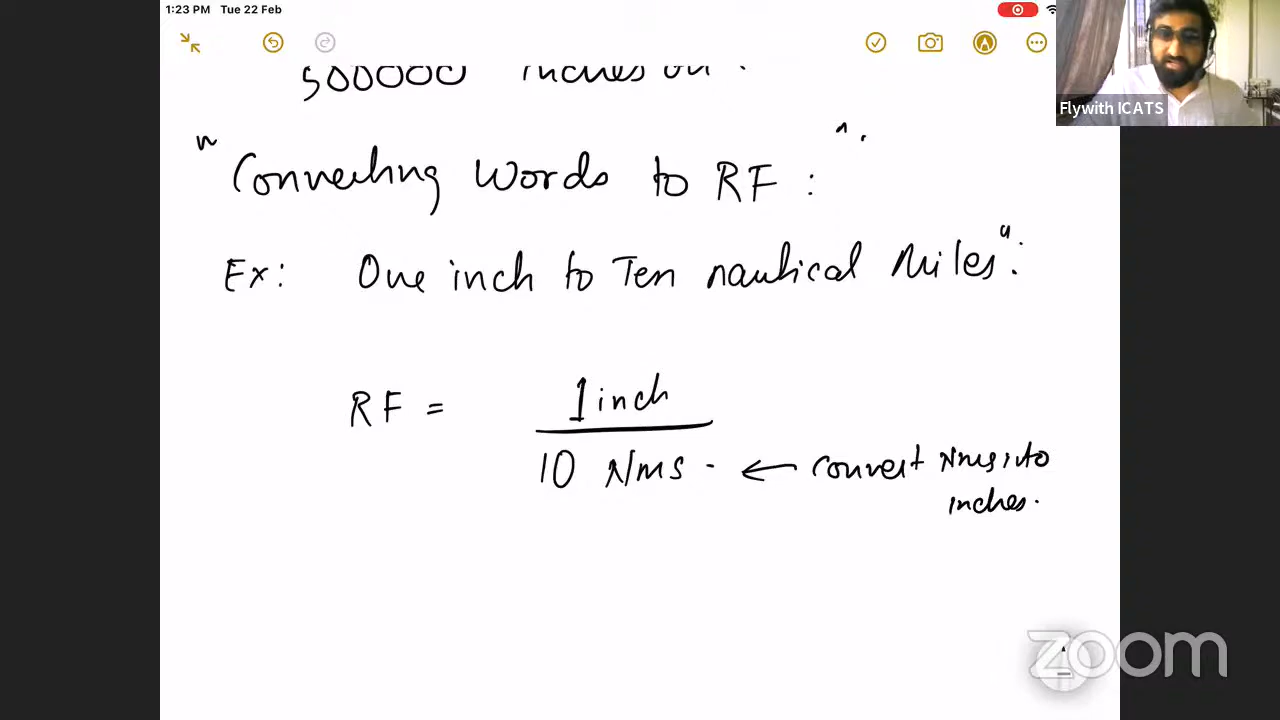 1:23 PM Tue 22 Feb
Flywith ICATS
500000 inches on
"Converting Words to RF : ".
Ex: One inch to Ten nautical Miles".
RF = 1 inch
10 Nms . ← convert Nms into
inches.
zoom